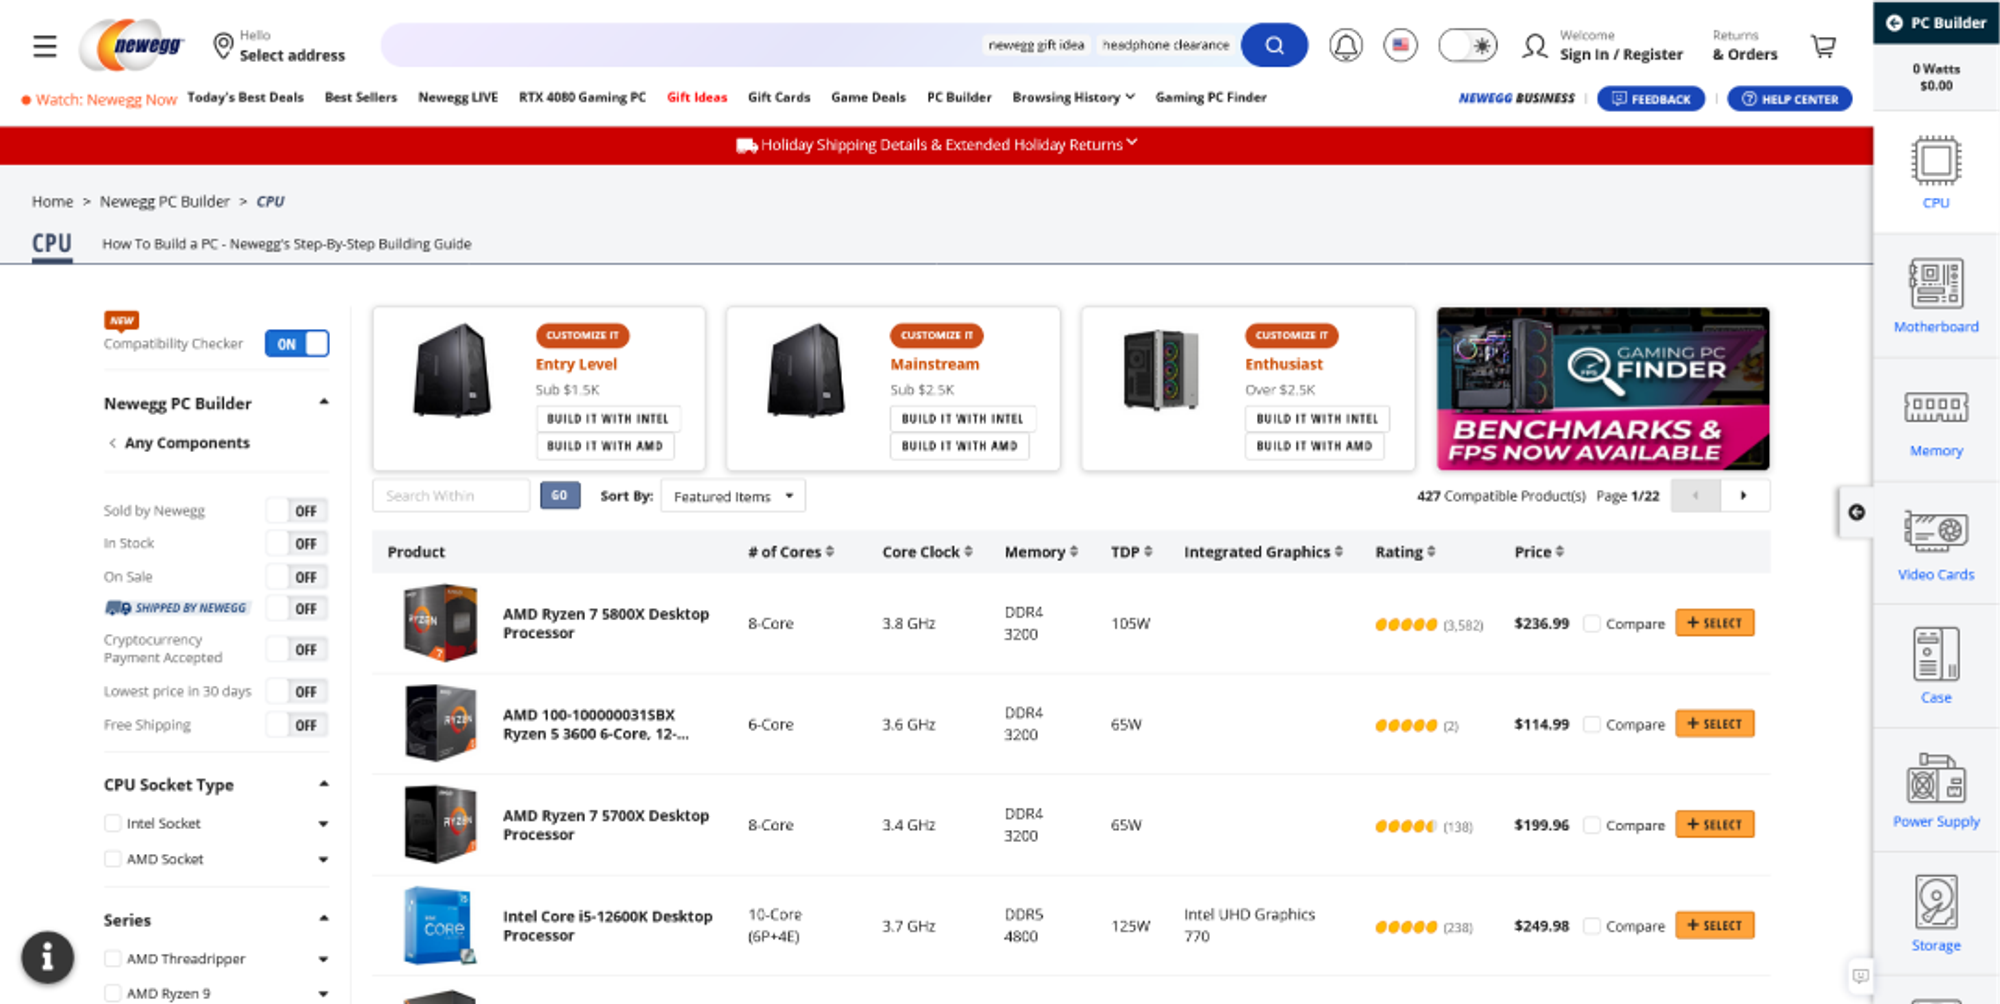 newegg
Hello
Select address
newegg gift idea
headphone clearance
Welcome
Sign In / Register
Returns
& Orders
PC Builder
0 Watts
$0.00
Watch: Newegg Now
Today's Best Deals
Best Sellers
Newegg LIVE
RTX 4080 Gaming PC
Gift Ideas
Gift Cards
Game Deals
PC Builder
Browsing History
Gaming PC Finder
NEWEGG BUSINESS
FEEDBACK
HELP CENTER
Holiday Shipping Details & Extended Holiday Returns
Home > Newegg PC Builder > CPU
CPU
How To Build a PC - Newegg's Step-By-Step Building Guide
NEW
Compatibility Checker
ON
Newegg PC Builder
Any Components
Sold by Newegg
OFF
In Stock
OFF
On Sale
OFF
SHIPPED BY NEWEGG
OFF
Cryptocurrency
Payment Accepted
OFF
Lowest price in 30 days
OFF
Free Shipping
OFF
CPU Socket Type
Intel Socket
AMD Socket
Series
AMD Threadripper
AMD Ryzen 9
CUSTOMIZE IT
Entry Level
Sub $1.5K
BUILD IT WITH INTEL
BUILD IT WITH AMD
CUSTOMIZE IT
Mainstream
Sub $2.5K
BUILD IT WITH INTEL
BUILD IT WITH AMD
CUSTOMIZE IT
Enthusiast
Over $2.5K
BUILD IT WITH INTEL
BUILD IT WITH AMD
FPS
GAMING PC
FINDER
BENCHMARKS &
FPS NOW AVAILABLE
Search Within
GO
Sort By:
Featured Items
427 Compatible Product(s)
Page 1/22
Product
# of Cores
Core Clock
Memory
TDP
Integrated Graphics
Rating
Price
RYZEN
7
AMD Ryzen 7 5800X Desktop
Processor
8-Core
3.8 GHz
DDR4
3200
105W
(3,582)
$236.99
Compare
+ SELECT
RYZEN
AMD 100-100000031SBX
Ryzen 5 3600 6-Core, 12-...
6-Core
3.6 GHz
DDR4
3200
65W
(2)
$114.99
Compare
+ SELECT
RYZEN
AMD Ryzen 7 5700X Desktop
Processor
8-Core
3.4 GHz
DDR4
3200
65W
(138)
$199.96
Compare
+ SELECT
CORE
i5
Intel Core i5-12600K Desktop
Processor
10-Core
(6P+4E)
3.7 GHz
DDR5
4800
125W
Intel UHD Graphics
770
(238)
$249.98
Compare
+ SELECT
CPU
Motherboard
Memory
Video Cards
Case
Power Supply
Storage